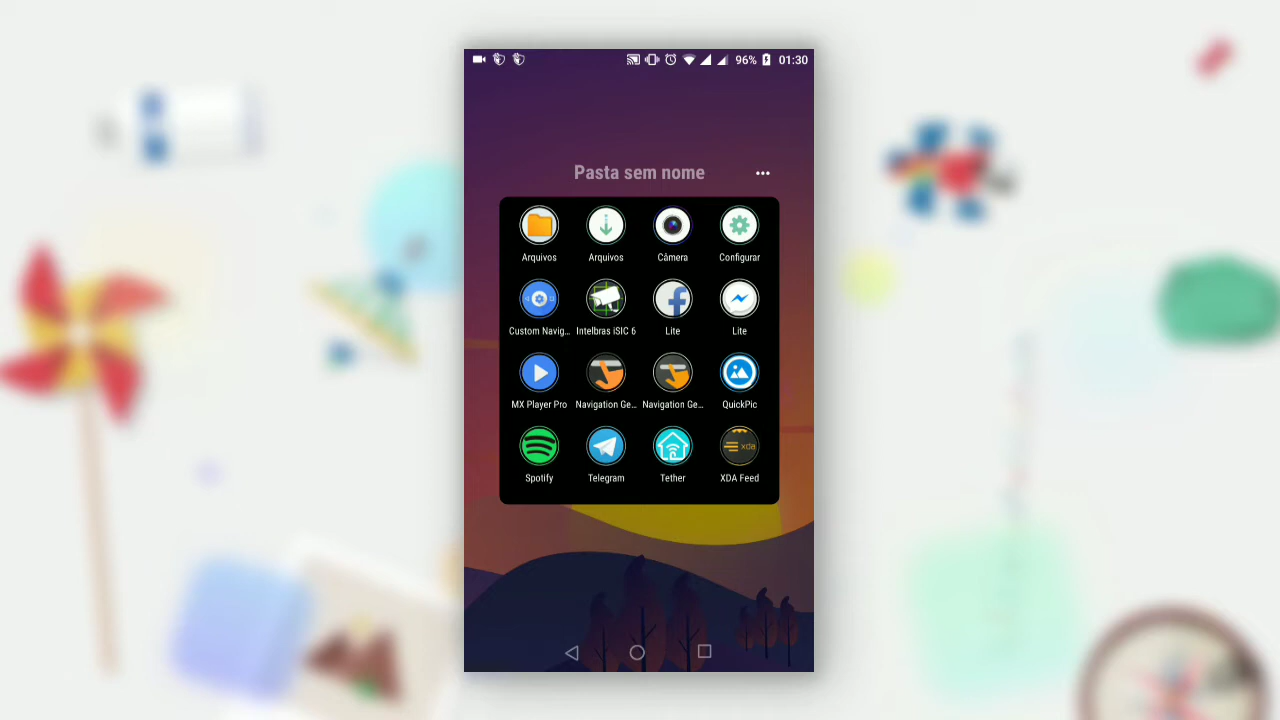 96% 01:30
Pasta sem nome
Arquivos Arquivos Câmera Configurar
Custom Navig... Intelbras iSIC 6 Lite Lite
MX Player Pro Navigation Ge... Navigation Ge... QuickPic
xda
Spotify Telegram Tether XDA Feed